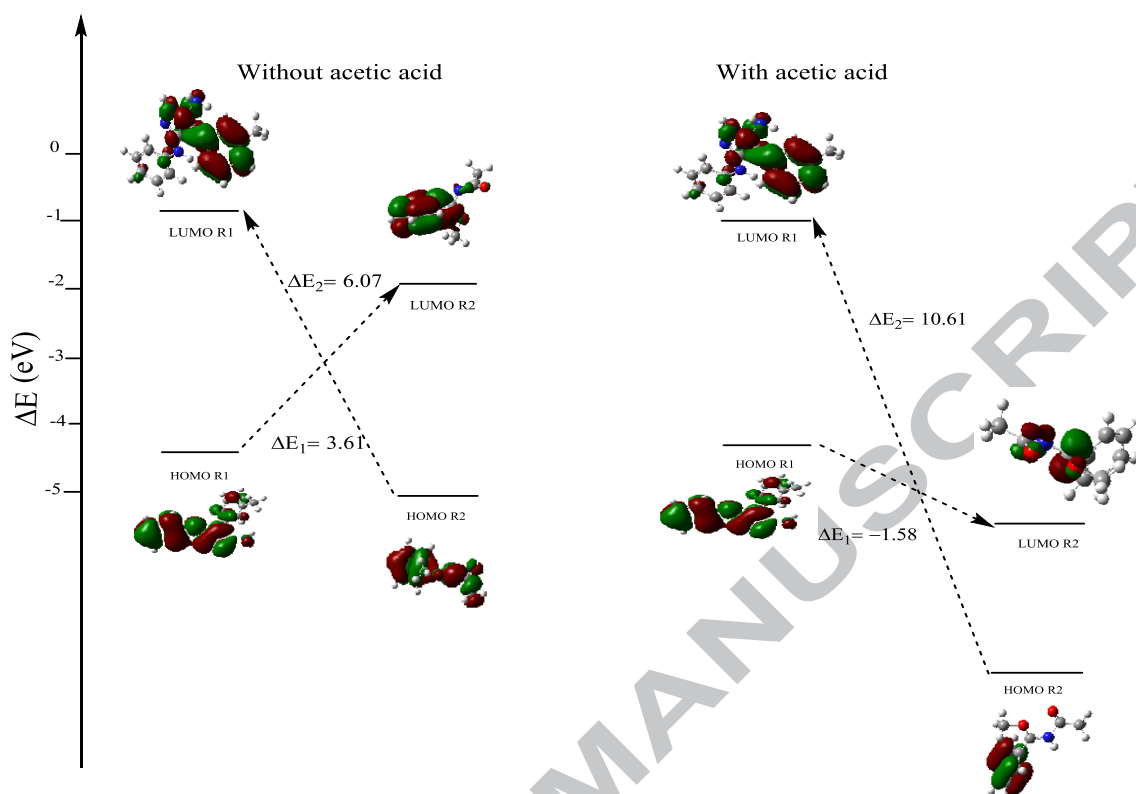 Without acetic acid
With acetic acid
ΔE (eV)
0
-1
-2
-3
-4
-5
LUMO R1
ΔE₂= 6.07
LUMO R2
ΔE₁= 3.61
HOMO R1
HOMO R2
LUMO R1
ΔE₂= 10.61
HOMO R1
ΔE₁= −1.58
LUMO R2
HOMO R2
MANUSCRIP